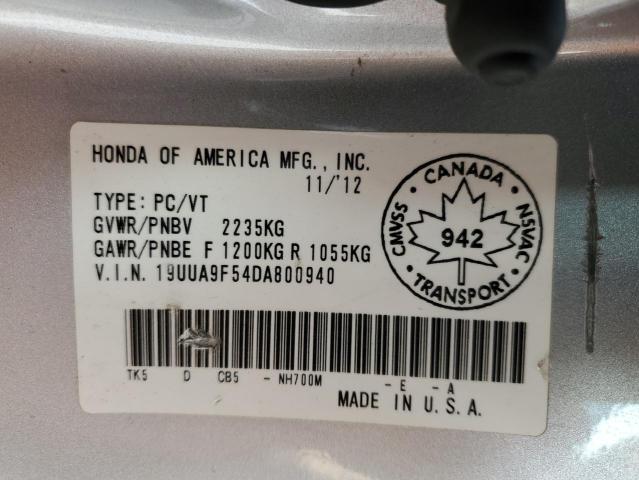 HONDA OF AMERICA MFG., INC.
11/'12
TYPE: PC/VT
GVWR/PNBV 2235KG
GAWR/PNBE F 1200KG R 1055KG
V.I.N. 19UUA9F54DA800940
CANADA
CMVSS
NSVAC
942
TRANSPORT
TK5 D CB5 - NH700M - E - A
MADE IN U.S.A.